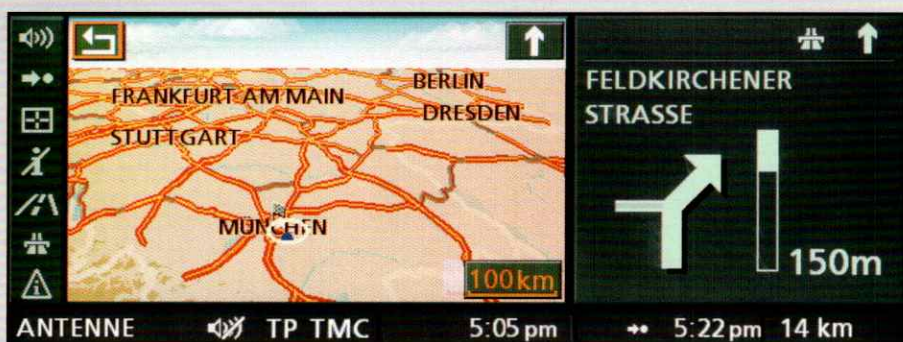 FELDKIRCHENER
STRASSE
BERLIN
FRANKFURT AM MAIN
DRESDEN
STUTTGART
MÜNCHEN
100km
150m
ANTENNE TP TMC 5:05 pm 5:22 pm 14 km